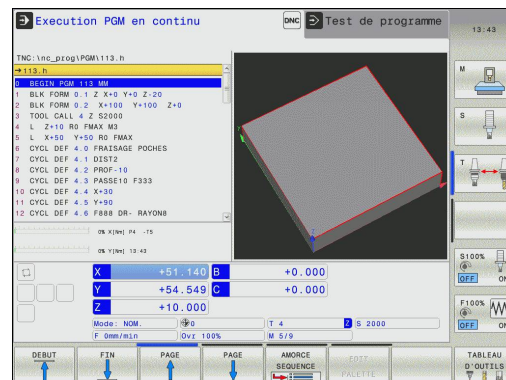 Execution PGM en continu
DNC
Test de programme
13:43
TNC:\nc_prog\PGM\113.h
→113.h
0 BEGIN PGM 113 MM
1 BLK FORM 0.1 Z X+0 Y+0 Z-20
2 BLK FORM 0.2 X+100 Y+100 Z+0
3 TOOL CALL 4 Z S2000
4 L Z+10 R0 FMAX M3
5 L X+50 Y+50 R0 FMAX
6 CYCL DEF 4.0 FRAISAGE POCHES
7 CYCL DEF 4.1 DIST2
8 CYCL DEF 4.2 PROF-10
9 CYCL DEF 4.3 PASSE10 F333
10 CYCL DEF 4.4 X+30
11 CYCL DEF 4.5 Y+90
12 CYCL DEF 4.6 F888 DR- RAYON8
0% X[Nm] P4 -T5
0% Y[Nm] 13:43
X +51.140 B +0.000
Y +54.549 C +0.000
Z +10.000
Mode: NOM. 0 T 4 Z S 2000
F 0mm/min Ovr 100% M 5/9
M
S
T
S100%
OFF ON
F100%
OFF ON
DEBUT
FIN
PAGE
PAGE
AMORCE
SEQUENCE
EDIT
PALETTE
TABLEAU
D'OUTILS